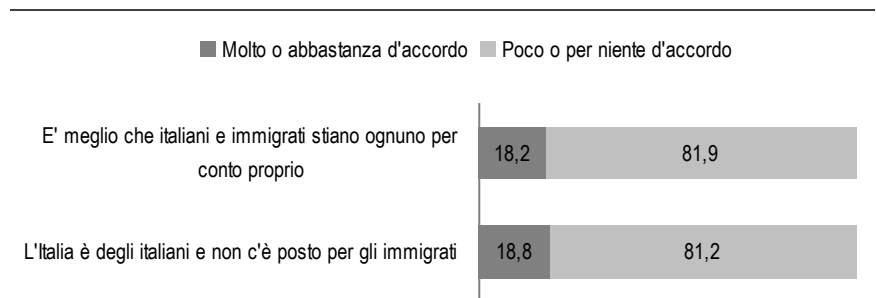 Molto o abbastanza d'accordo Poco o per niente d'accordo
E' meglio che italiani e immigrati stiano ognuno per
conto proprio
18,2 81,9
L'Italia è degli italiani e non c'è posto per gli immigrati
18,8 81,2